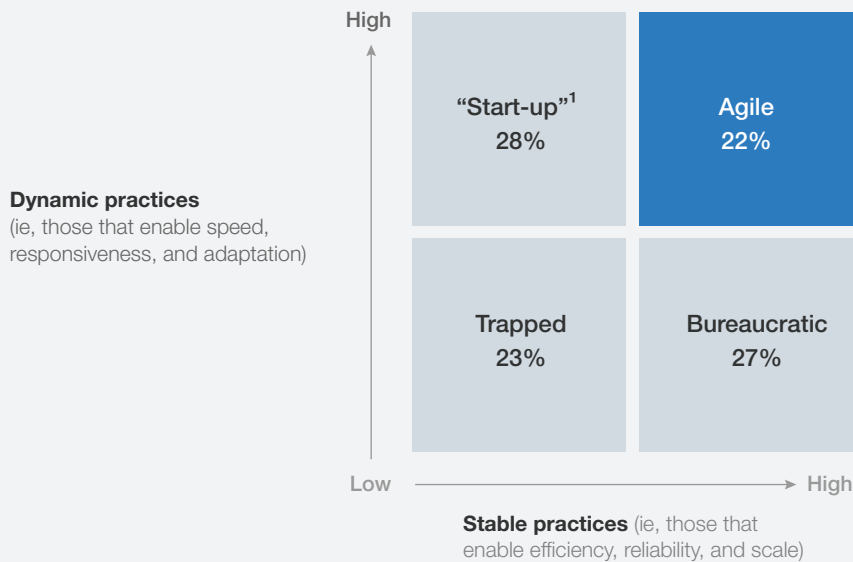 High
“Start-up”¹
28%
Agile
22%
Dynamic practices
(ie, those that enable speed,
responsiveness, and adaptation)
Trapped
23%
Bureaucratic
27%
Low
High
Stable practices (ie, those that
enable efficiency, reliability, and scale)